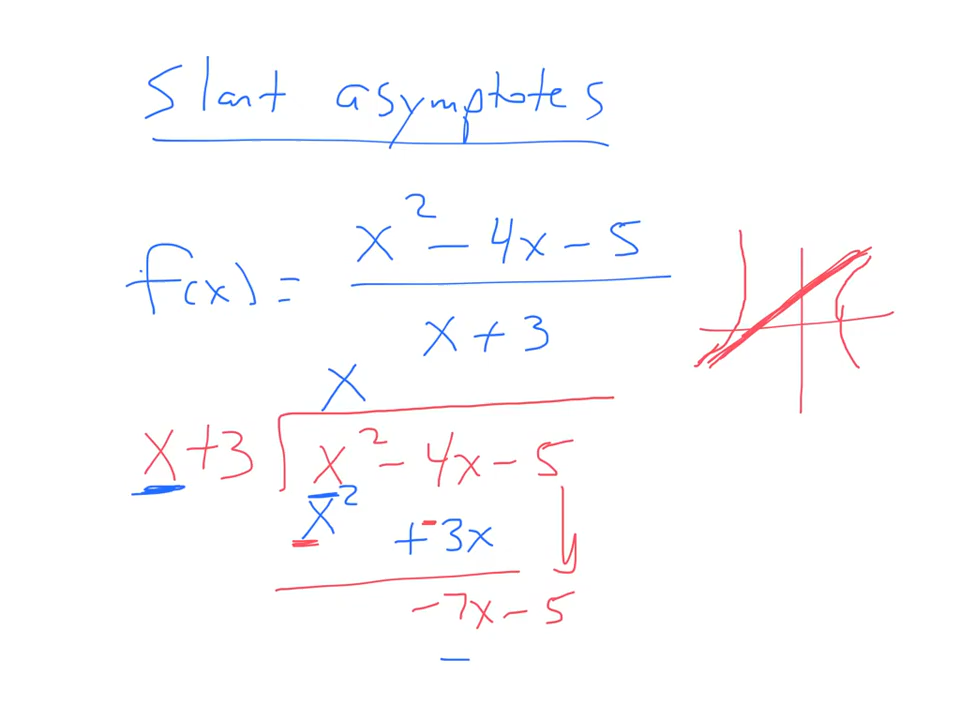 Slant asymptotes
f(x) = x² - 4x - 5
x + 3
x
x + 3 x² - 4x - 5
- x² + - 3x
- 7x - 5